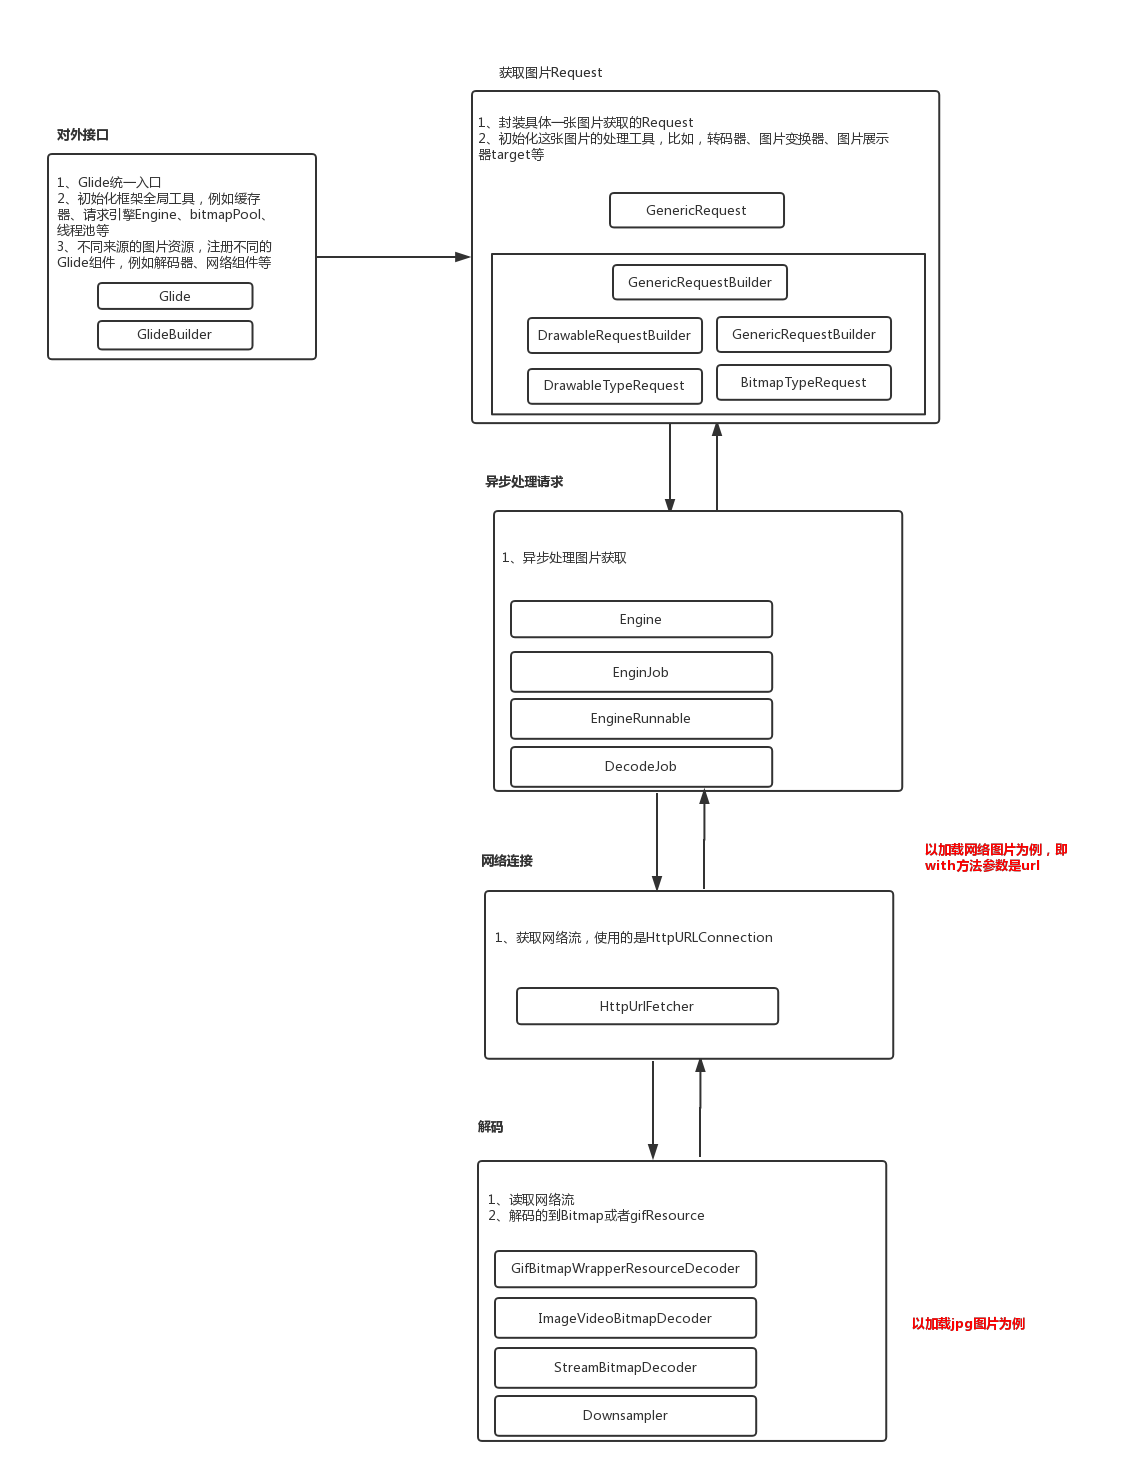 获取图片Request
1、封装具体一张图片获取的Request
2、初始化这张图片的处理工具，比如，转码器、图片变换器、图片展示
器target等
GenericRequest
GenericRequestBuilder
DrawableRequestBuilder
GenericRequestBuilder
DrawableTypeRequest
BitmapTypeRequest
对外接口
1、Glide统一入口
2、初始化框架全局工具，例如缓存
器、请求引擎Engine、bitmapPool、
线程池等
3、不同来源的图片资源，注册不同的
Glide组件，例如解码器、网络组件等
Glide
GlideBuilder
异步处理请求
1、异步处理图片获取
Engine
EnginJob
EngineRunnable
DecodeJob
以加载网络图片为例，即
with方法参数是url
网络连接
1、获取网络流，使用的是HttpURLConnection
HttpUrlFetcher
解码
1、读取网络流
2、解码的到Bitmap或者gifResource
GifBitmapWrapperResourceDecoder
ImageVideoBitmapDecoder
以加载jpg图片为例
StreamBitmapDecoder
Downsampler